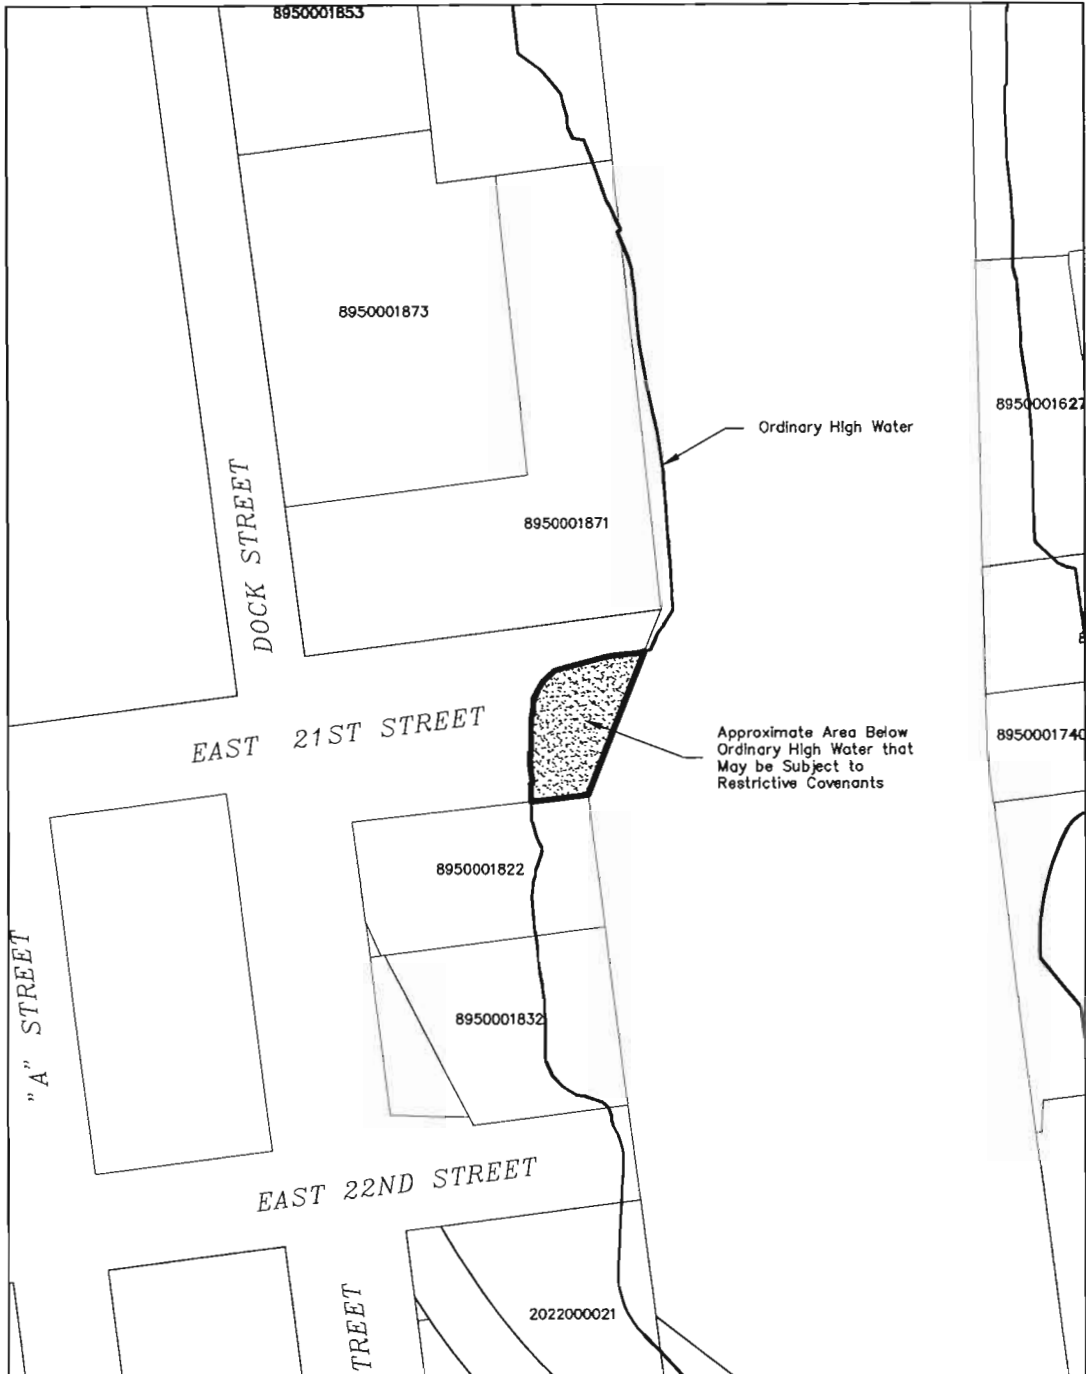 8950001853
8950001873
8950001627
Ordinary High Water
DOCK STREET
8950001871
EAST 21ST STREET
Approximate Area Below
Ordinary High Water that
May be Subject to
Restrictive Covenants
8950001740
8950001822
"A" STREET
8950001832
EAST 22ND STREET
2022000021
TREET